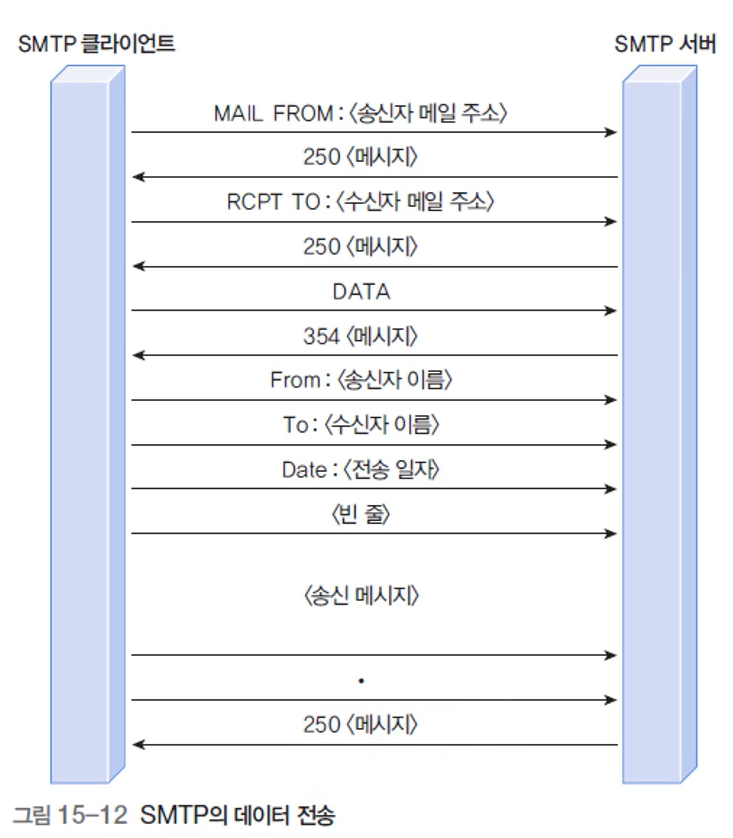 SMTP 클라이언트
SMTP 서버
MAIL FROM:〈송신자 메일 주소〉
250 〈메시지〉
RCPT TO:〈수신자 메일 주소〉
250 〈메시지〉
DATA
354 〈메시지〉
From:〈송신자 이름〉
To:〈수신자 이름〉
Date:〈전송 일자〉
〈빈 줄〉
〈송신 메시지〉
.
250 〈메시지〉
그림 15-12 SMTP의 데이터 전송